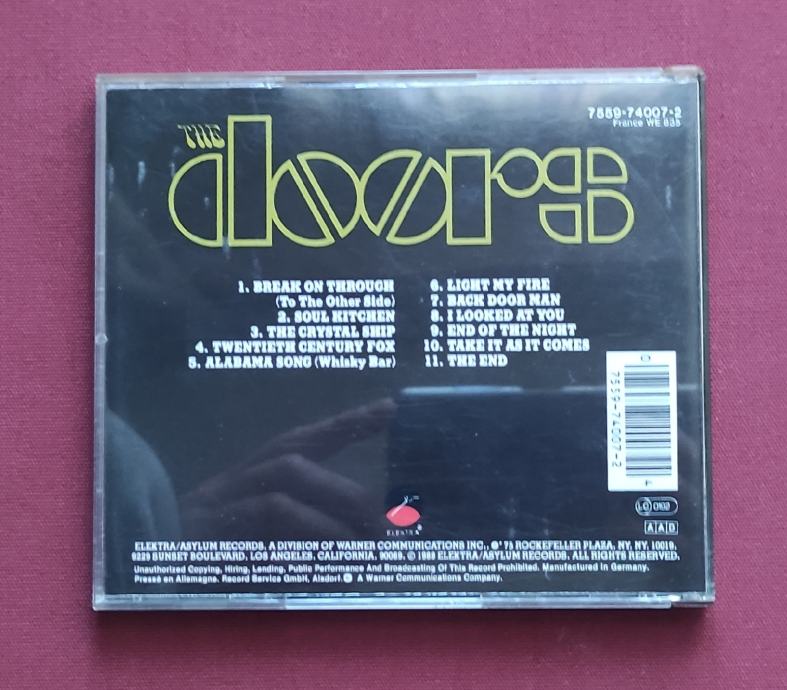 THE
doors
7559-74007-2
France WE 835
1. BREAK ON THROUGH
(To The Other Side)
2. SOUL KITCHEN
3. THE CRYSTAL SHIP
4. TWENTIETH CENTURY FOX
5. ALABAMA SONG (Whisky Bar)
6. LIGHT MY FIRE
7. BACK DOOR MAN
8. I LOOKED AT YOU
9. END OF THE NIGHT
10. TAKE IT AS IT COMES
11. THE END
0 7559-74007-2 4
LC 0192
AAD
ELEKTRA®
ELEKTRA/ASYLUM RECORDS, A DIVISION OF WARNER COMMUNICATIONS INC., 75 ROCKEFELLER PLAZA, NY, NY, 10019,
9229 SUNSET BOULEVARD, LOS ANGELES, CALIFORNIA, 90069. © ELEKTRA/ASYLUM RECORDS. ALL RIGHTS RESERVED.
Unauthorized Copying, Hiring, Lending, Public Performance And Broadcasting Of This Record Prohibited. Manufactured in Germany.
Pressé en Allemagne. Record Service GmbH, Alsdorf. A Warner Communications Company.